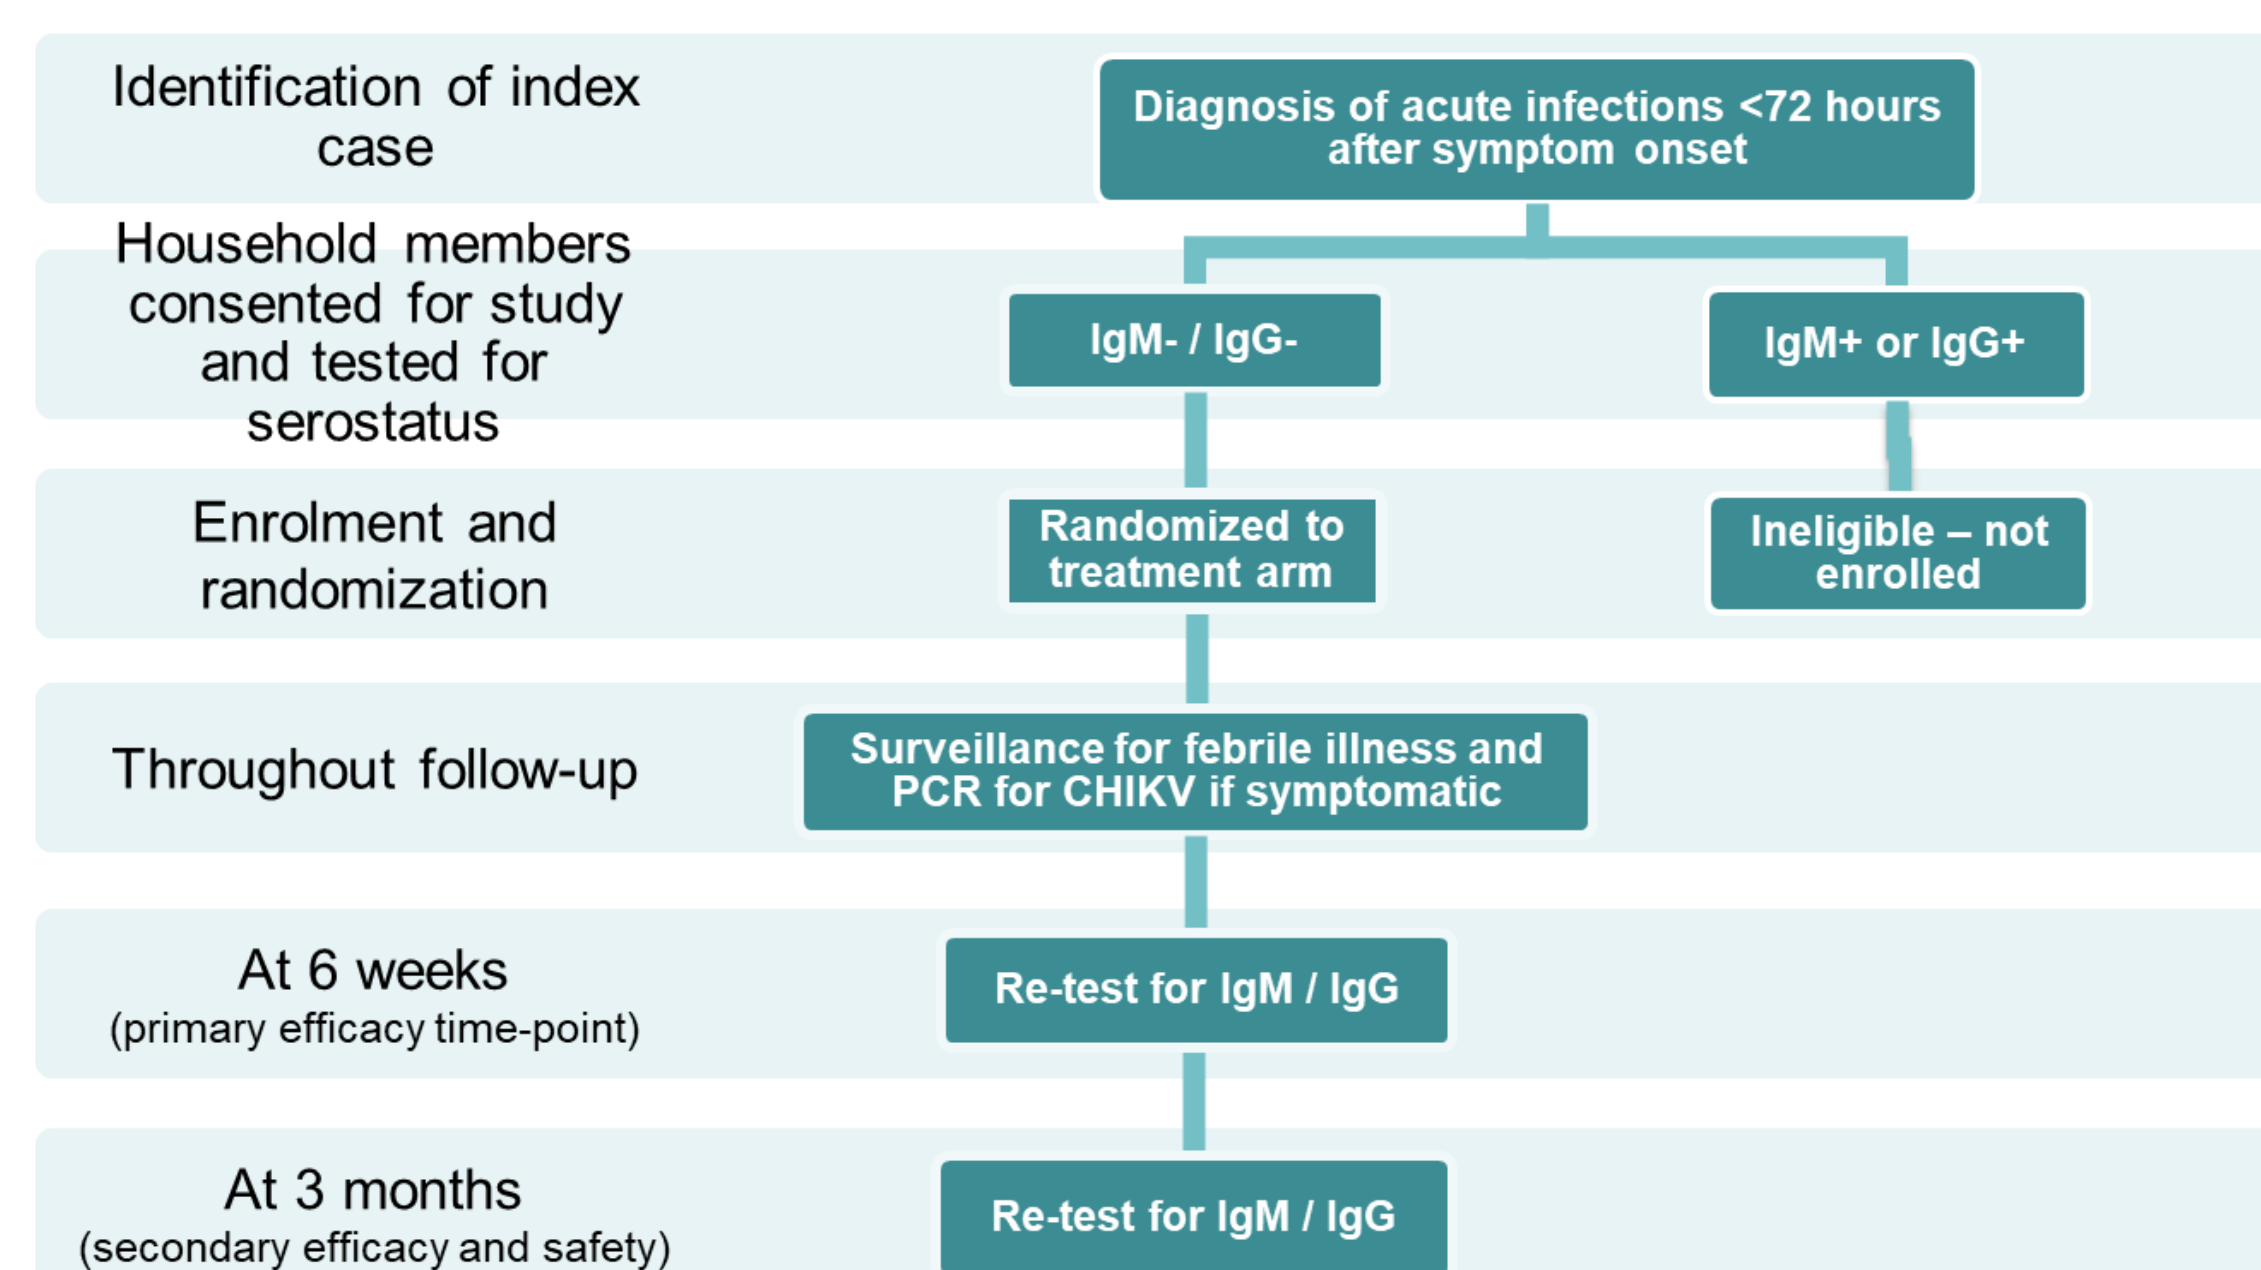 Identification of index
case
Diagnosis of acute infections <72 hours
after symptom onset
Household members
consented for study
and tested for
serostatus
IgM- / IgG-
IgM+ or IgG+
Enrolment and
randomization
Randomized to
treatment arm
Ineligible – not
enrolled
Throughout follow-up
Surveillance for febrile illness and
PCR for CHIKV if symptomatic
At 6 weeks
(primary efficacy time-point)
Re-test for IgM / IgG
At 3 months
(secondary efficacy and safety)
Re-test for IgM / IgG